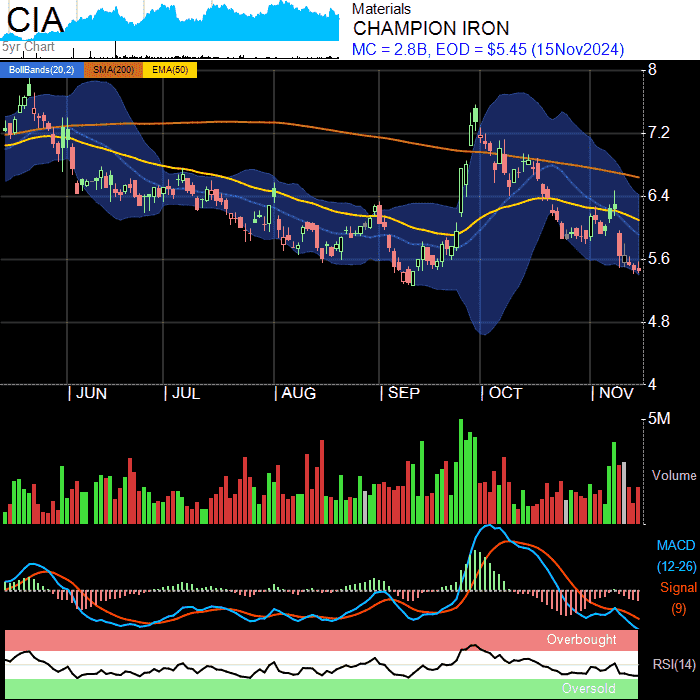 CIA
5yr Chart
Materials
CHAMPION IRON
MC = 2.8B, EOD = $5.45 (15Nov2024)
BollBands(20,2) SMA(200) EMA(50)
8
7.2
6.4
5.6
4.8
4
JUN JUL AUG SEP OCT NOV
5M
Volume
MACD
(12-26)
Signal
(9)
Overbought
RSI(14)
Oversold